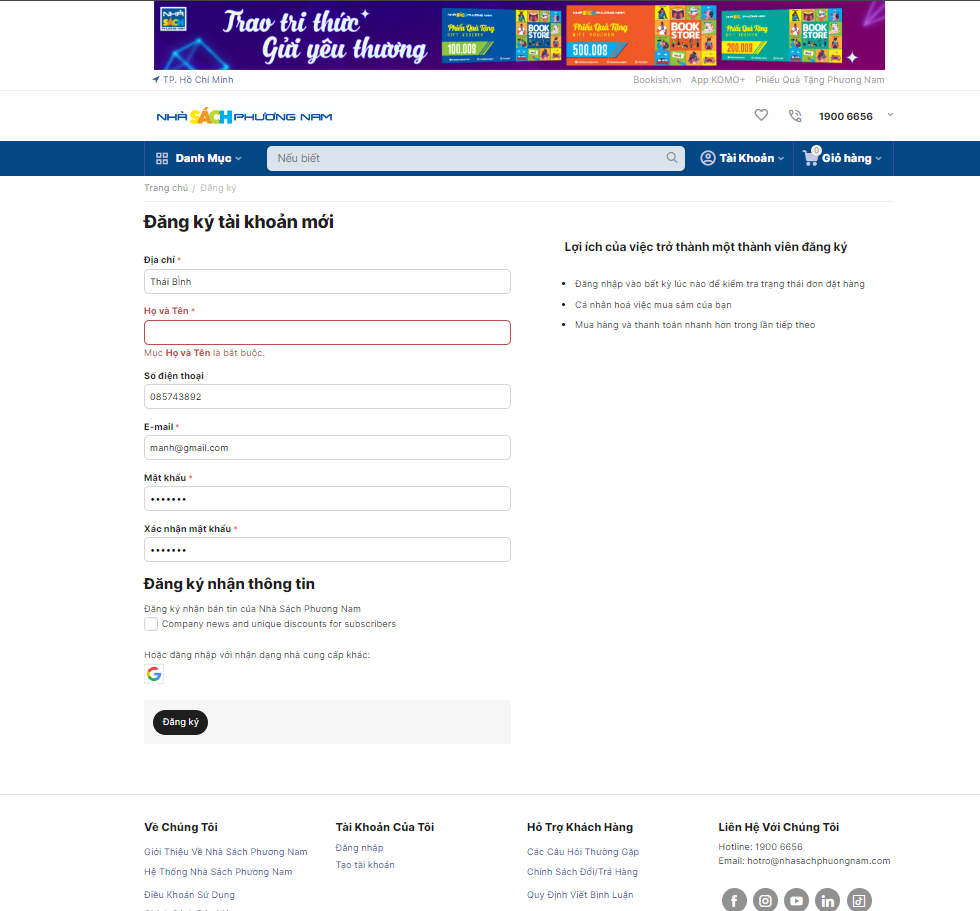 NHÀ SÁCH PHƯƠNG NAM
Trao tri thức
Gửi yêu thương
Phiếu Quà Tặng
GIFT VOUCHER
100.00đ
BOOK STORE
Phiếu Quà Tặng
GIFT VOUCHER
500.00đ
BOOK STORE
Phiếu Quà Tặng
GIFT VOUCHER
200.00đ
BOOK STORE
TP. Hồ Chí Minh
Bookish.vn App KOMO+ Phiếu Quà Tặng Phương Nam
NHÀ SÁCH PHƯƠNG NAM
1900 6656
Danh Mục
Nếu biết
Tài Khoản
0
Giỏ hàng
Trang chủ / Đăng ký
Đăng ký tài khoản mới
Địa chỉ *
Thái BÌnh
Họ và Tên *
Mục Họ và Tên là bắt buộc.
Số điện thoại
085743892
E-mail *
manh@gmail.com
Mật khẩu *
•••••••
Xác nhận mật khẩu *
•••••••
Đăng ký nhận thông tin
Đăng ký nhận bản tin của Nhà Sách Phương Nam
Company news and unique discounts for subscribers
Hoặc đăng nhập với nhận dạng nhà cung cấp khác:
Đăng ký
Lợi ích của việc trở thành một thành viên đăng ký
Đăng nhập vào bất kỳ lúc nào để kiểm tra trạng thái đơn đặt hàng
Cá nhân hoá việc mua sắm của bạn
Mua hàng và thanh toán nhanh hơn trong lần tiếp theo
Về Chúng Tôi
Giới Thiệu Về Nhà Sách Phương Nam
Hệ Thống Nhà Sách Phương Nam
Điều Khoản Sử Dụng
Tài Khoản Của Tôi
Đăng nhập
Tạo tài khoản
Hỗ Trợ Khách Hàng
Các Câu Hỏi Thường Gặp
Chính Sách Đổi/Trả Hàng
Quy Định Viết Bình Luận
Liên Hệ Với Chúng Tôi
Hotline: 1900 6656
Email: hotro@nhasachphuongnam.com